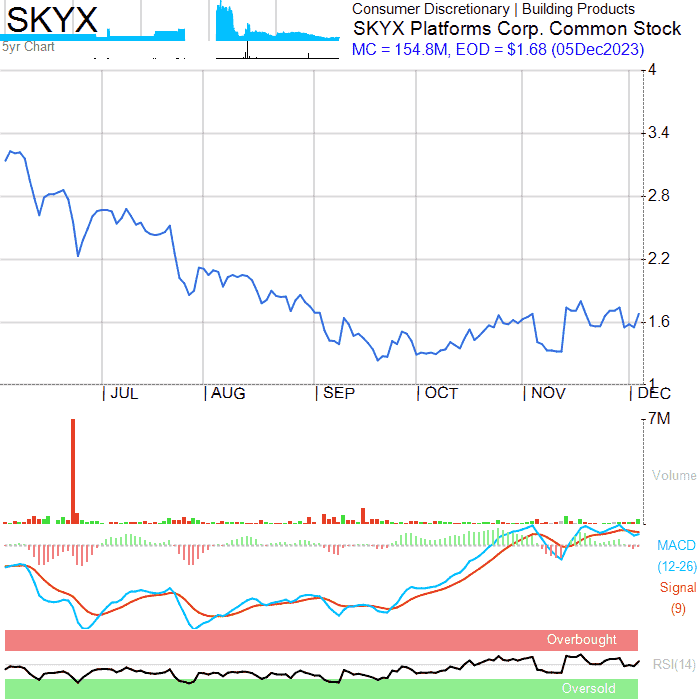 SKYX
5yr Chart
Consumer Discretionary | Building Products
SKYX Platforms Corp. Common Stock
MC = 154.8M, EOD = $1.68 (05Dec2023)
4
3.4
2.8
2.2
1.6
1
| JUL | AUG | SEP | OCT | NOV | DEC
7M
Volume
MACD
(12-26)
Signal
(9)
Overbought
RSI(14)
Oversold